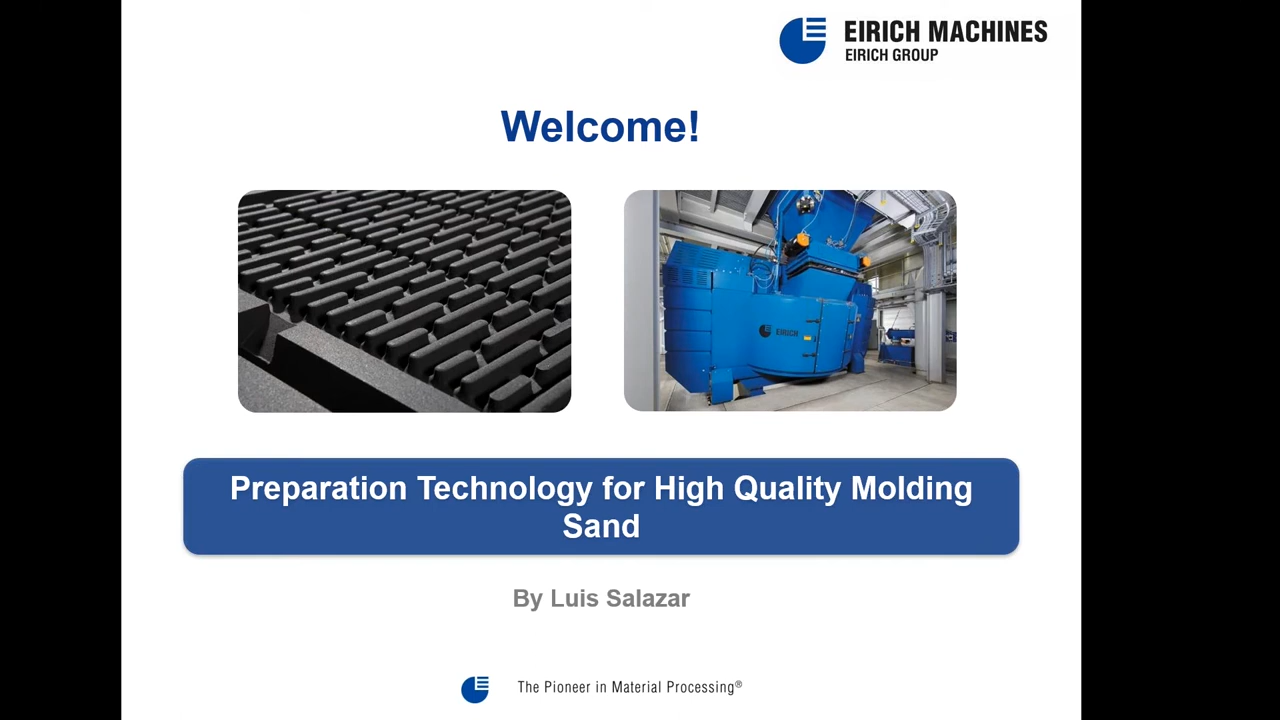 EIRICH MACHINES
EIRICH GROUP
Welcome!
EIRICH
Preparation Technology for High Quality Molding
Sand
By Luis Salazar
The Pioneer in Material Processing®